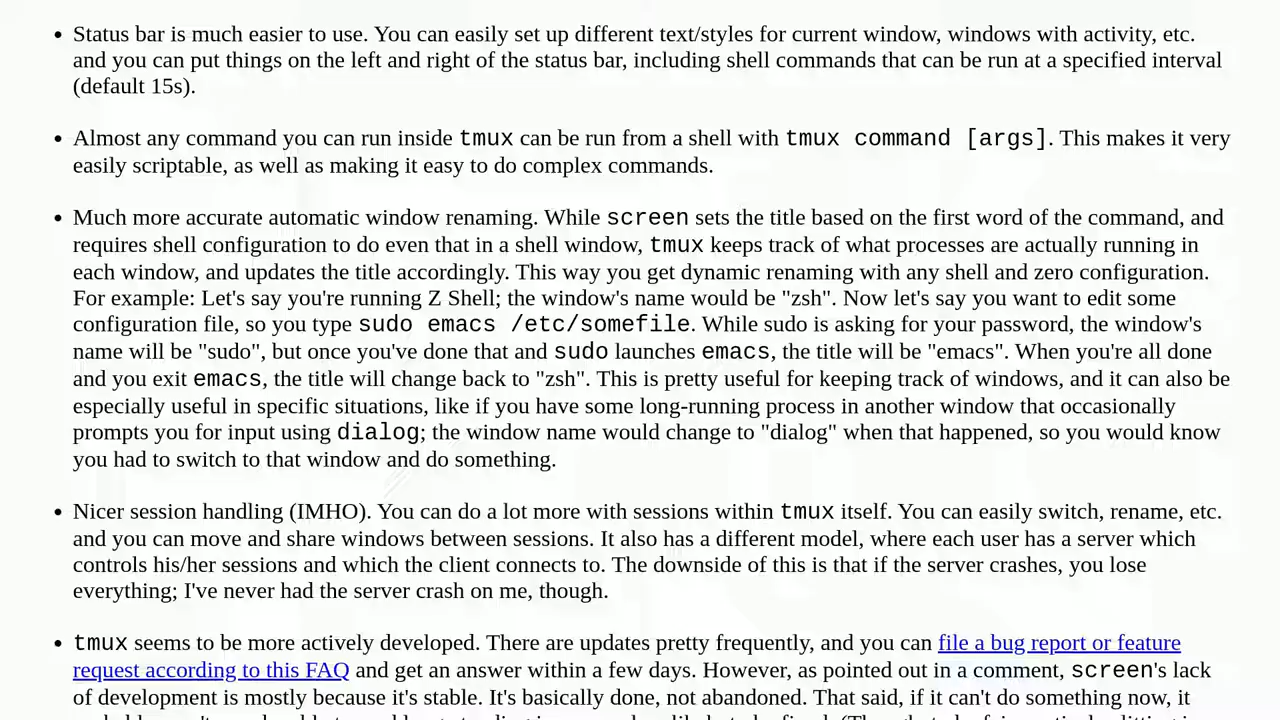 • Status bar is much easier to use. You can easily set up different text/styles for current window, windows with activity, etc.
and you can put things on the left and right of the status bar, including shell commands that can be run at a specified interval
(default 15s).
• Almost any command you can run inside tmux can be run from a shell with tmux command [args]. This makes it very
easily scriptable, as well as making it easy to do complex commands.
• Much more accurate automatic window renaming. While screen sets the title based on the first word of the command, and
requires shell configuration to do even that in a shell window, tmux keeps track of what processes are actually running in
each window, and updates the title accordingly. This way you get dynamic renaming with any shell and zero configuration.
For example: Let's say you're running Z Shell; the window's name would be "zsh". Now let's say you want to edit some
configuration file, so you type sudo emacs /etc/somefile. While sudo is asking for your password, the window's
name will be "sudo", but once you've done that and sudo launches emacs, the title will be "emacs". When you're all done
and you exit emacs, the title will change back to "zsh". This is pretty useful for keeping track of windows, and it can also be
especially useful in specific situations, like if you have some long-running process in another window that occasionally
prompts you for input using dialog; the window name would change to "dialog" when that happened, so you would know
you had to switch to that window and do something.
• Nicer session handling (IMHO). You can do a lot more with sessions within tmux itself. You can easily switch, rename, etc.
and you can move and share windows between sessions. It also has a different model, where each user has a server which
controls his/her sessions and which the client connects to. The downside of this is that if the server crashes, you lose
everything; I've never had the server crash on me, though.
• tmux seems to be more actively developed. There are updates pretty frequently, and you can file a bug report or feature
request according to this FAQ and get an answer within a few days. However, as pointed out in a comment, screen's lack
of development is mostly because it's stable. It's basically done, not abandoned. That said, if it can't do something now, it